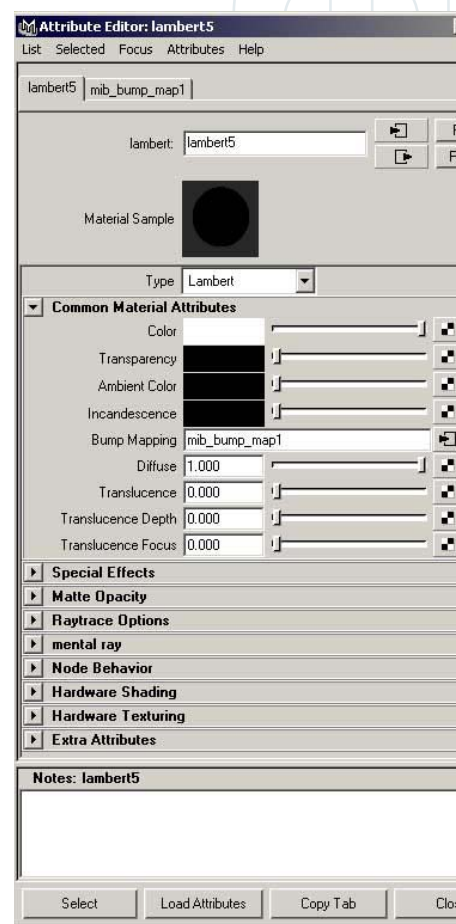 Attribute Editor: lambert5
List Selected Focus Attributes Help
lambert5 mib_bump_map1
lambert: lambert5
Material Sample
Type Lambert
Common Material Attributes
Color
Transparency
Ambient Color
Incandescence
Bump Mapping mib_bump_map1
Diffuse 1.000
Translucence 0.000
Translucence Depth 0.000
Translucence Focus 0.000
Special Effects
Matte Opacity
Raytrace Options
mental ray
Node Behavior
Hardware Shading
Hardware Texturing
Extra Attributes
Notes: lambert5
Select Load Attributes Copy Tab